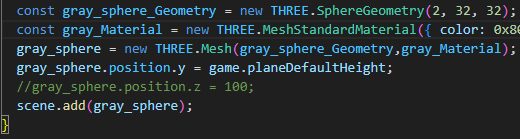 const gray_sphere_Geometry = new THREE.SphereGeometry(2, 32, 32);
const gray_Material = new THREE.MeshStandardMaterial({ color: 0x80
gray_sphere = new THREE.Mesh(gray_sphere_Geometry,gray_Material);
gray_sphere.position.y = game.planeDefaultHeight;
//gray_sphere.position.z = 100;
scene.add(gray_sphere);
}